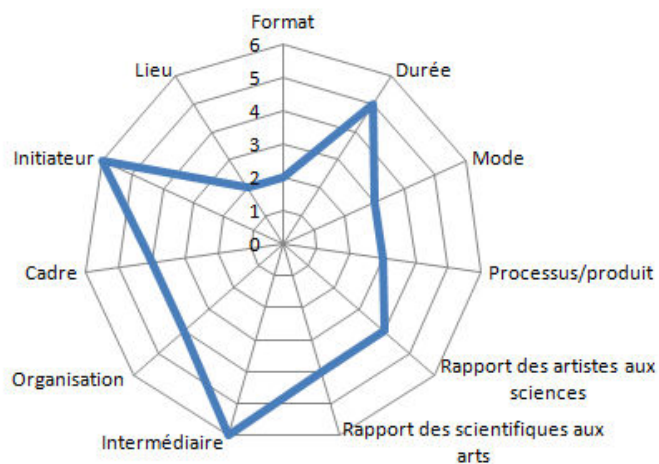 Format
6
5
4
3
2
1
0
Durée
Mode
Processus/produit
Rapport des artistes aux
sciences
Rapport des scientifiques aux
arts
Intermédiaire
Organisation
Cadre
Initiateur
Lieu